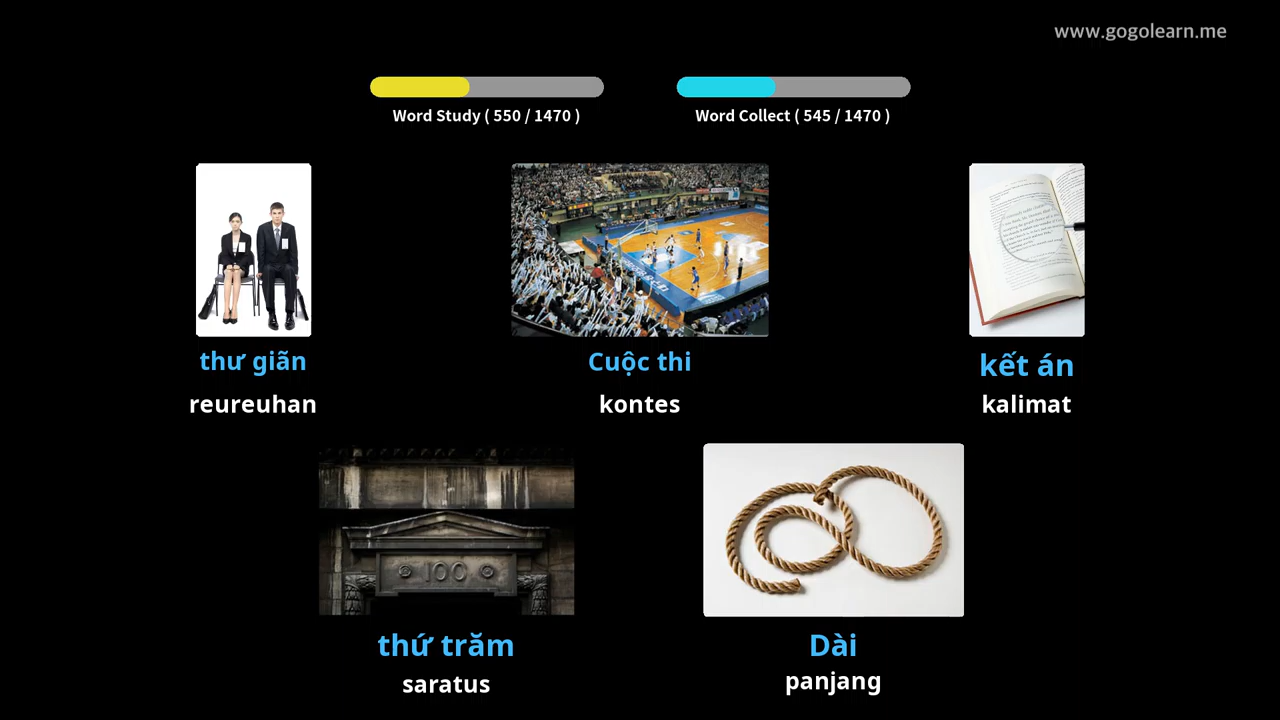 www.gogolearn.me
Word Study ( 550 / 1470 )
Word Collect ( 545 / 1470 )
thư giãn
reureuhan
Cuộc thi
kontes
kết án
kalimat
100
thứ trăm
saratus
Dài
panjang